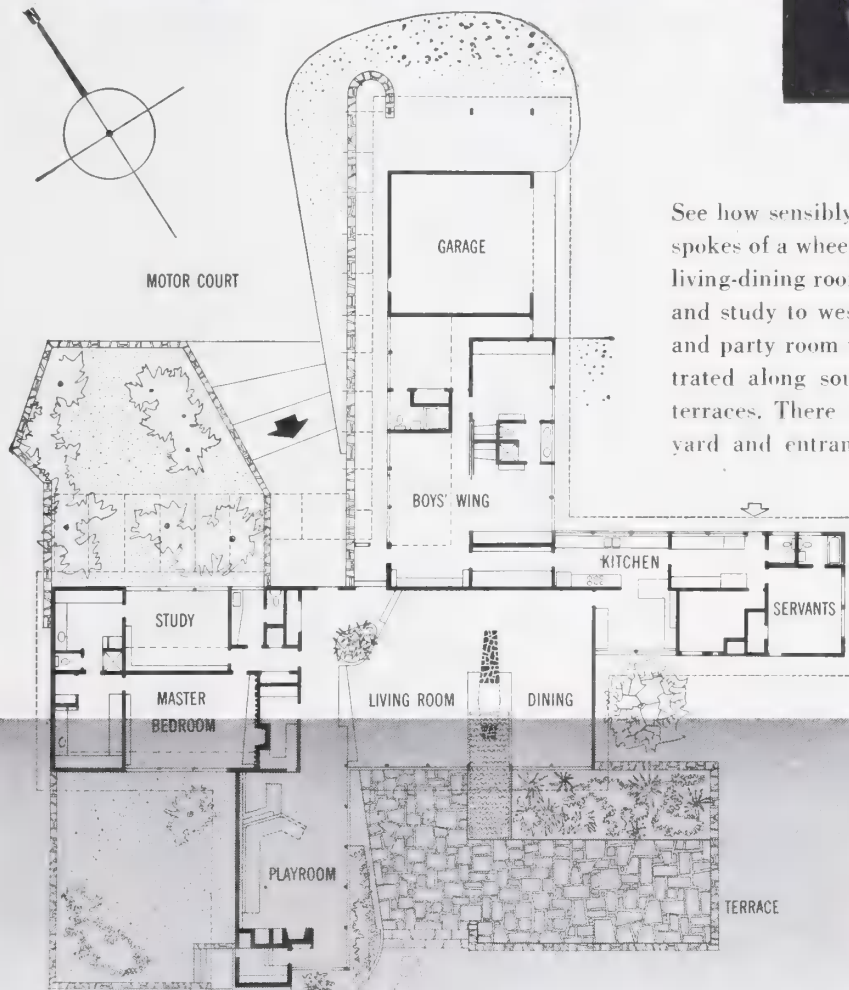 See how sensibly
spokes of a whee
living-dining roo
and study to wes
and party room
trated along sou
terraces. There
yard and entran
MOTOR COURT
GARAGE
BOYS' WING
KITCHEN
SERVANTS
STUDY
MASTER
BEDROOM
LIVING ROOM
DINING
PLAYROOM
TERRACE